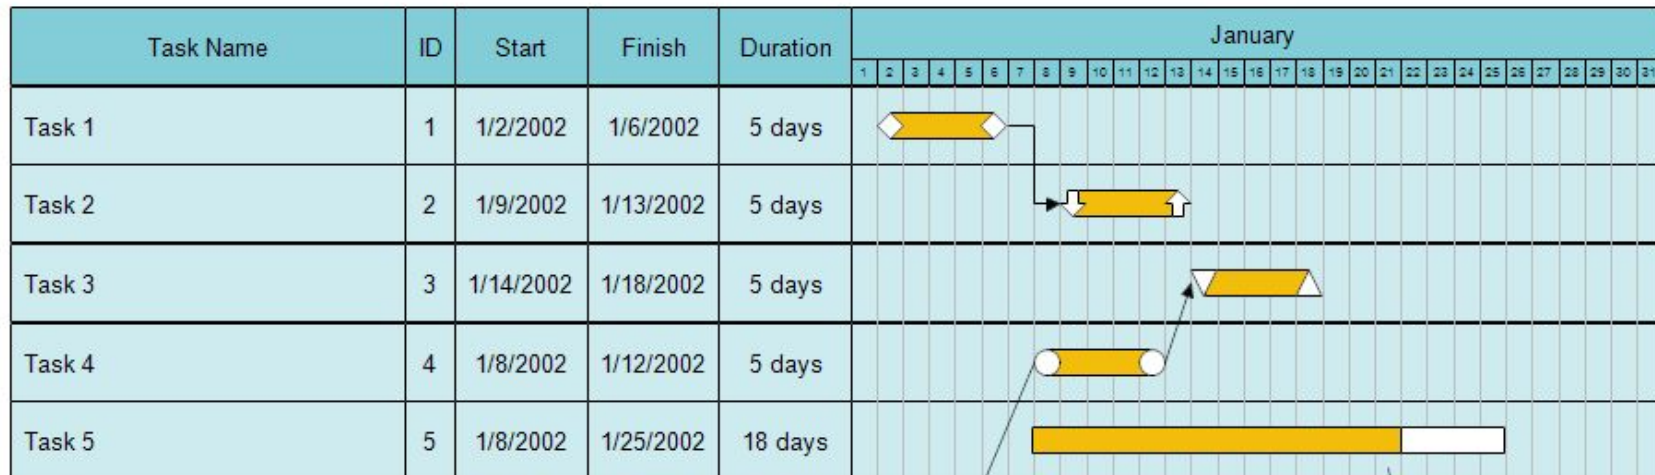 Task Name ID Start Finish Duration January
1 2 3 4 5 6 7 8 9 10 11 12 13 14 15 16 17 18 19 20 21 22 23 24 25 26 27 28 29 30 31
Task 1 1 1/2/2002 1/6/2002 5 days
Task 2 2 1/9/2002 1/13/2002 5 days
Task 3 3 1/14/2002 1/18/2002 5 days
Task 4 4 1/8/2002 1/12/2002 5 days
Task 5 5 1/8/2002 1/25/2002 18 days